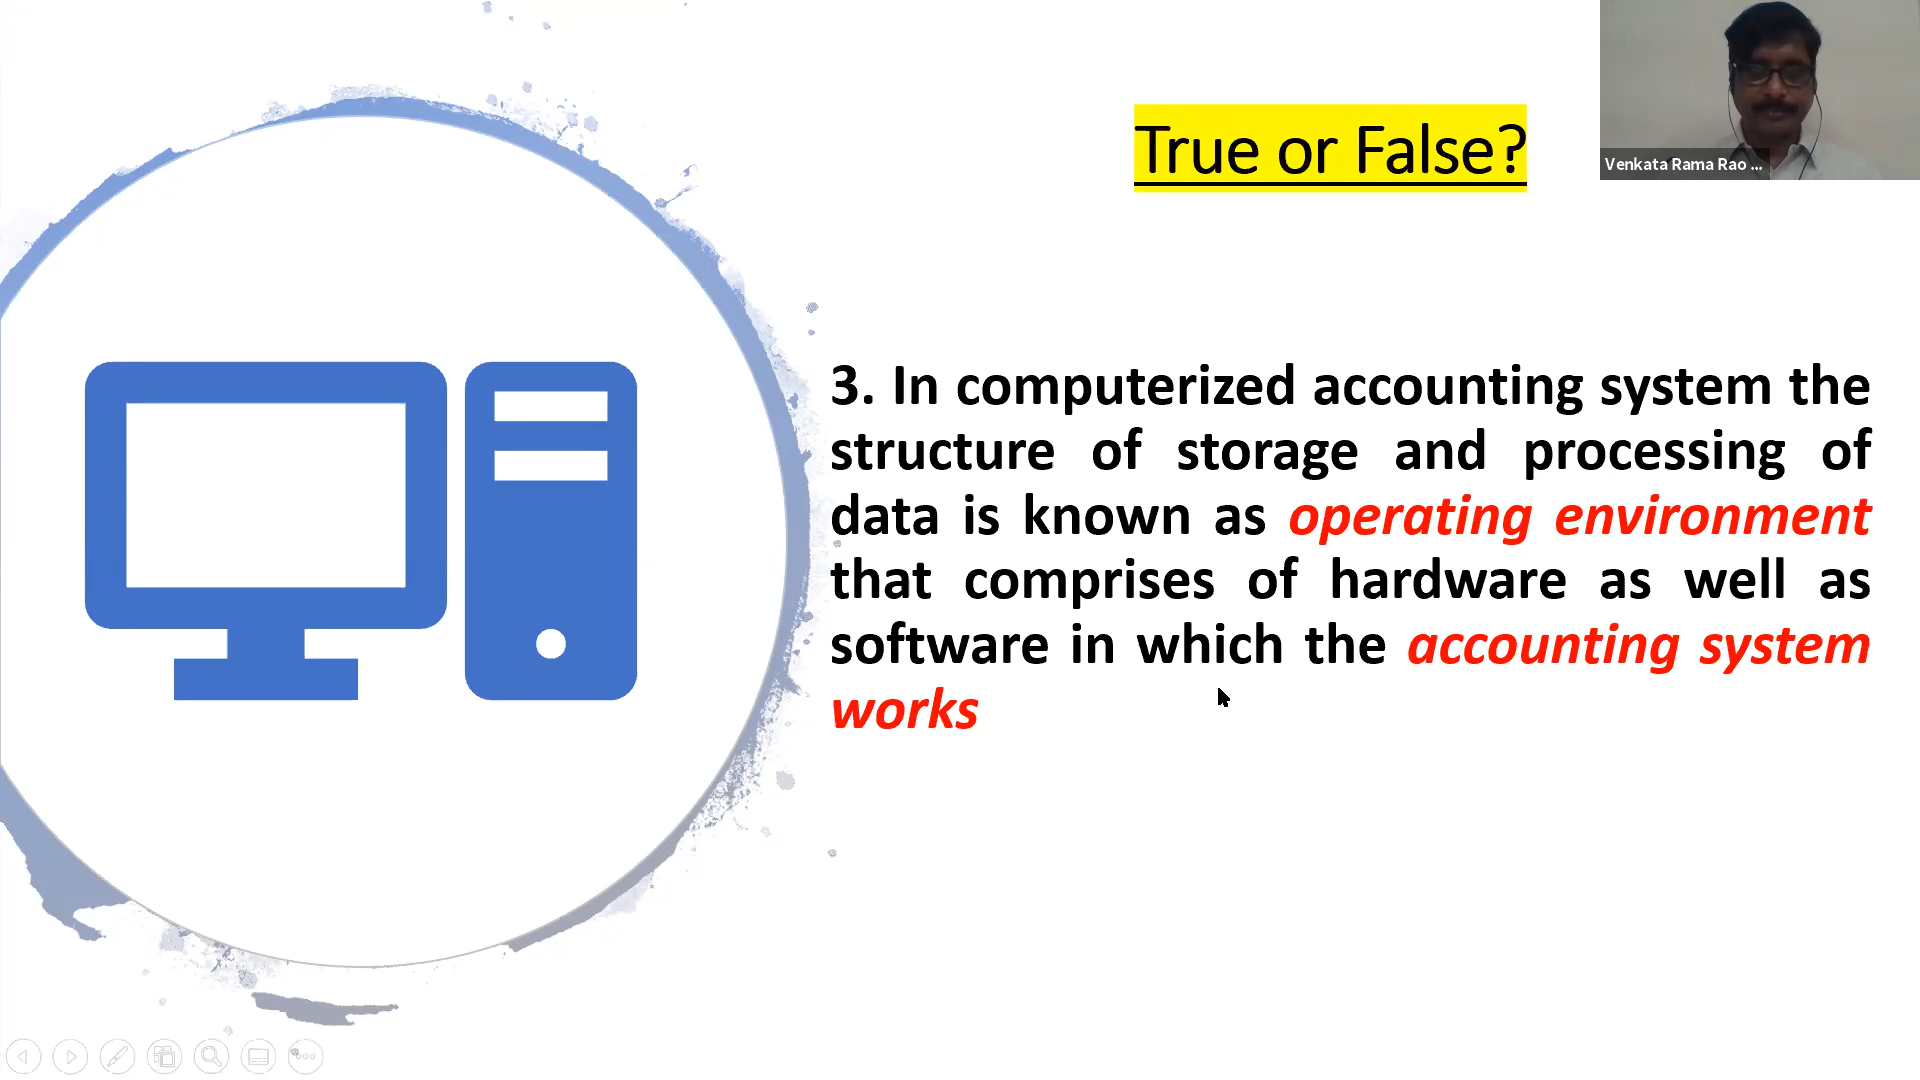 True or False?
Venkata Rama Rao ...
3. In computerized accounting system the
structure of storage and processing of
data is known as operating environment
that comprises of hardware as well as
software in which the accounting system
works